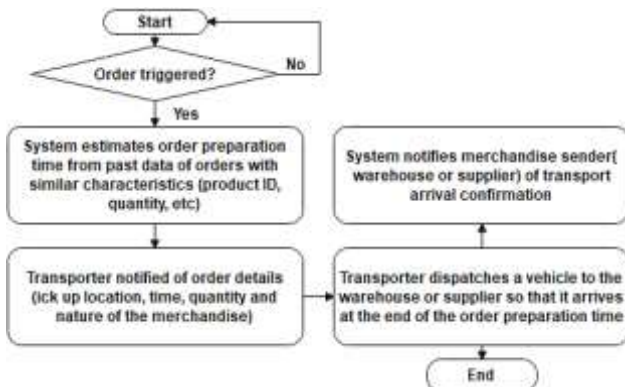 Start
Order triggered?
No
Yes
System estimates order preparation
time from past data of orders with
similar characteristics (product ID,
quantity, etc)
System notifies merchandise sender(
warehouse or supplier) of transport
arrival confirmation
Transporter notified of order details
(ick up location, time, quantity and
nature of the merchandise)
Transporter dispatches a vehicle to the
warehouse or supplier so that it arrives
at the end of the order preparation time
End